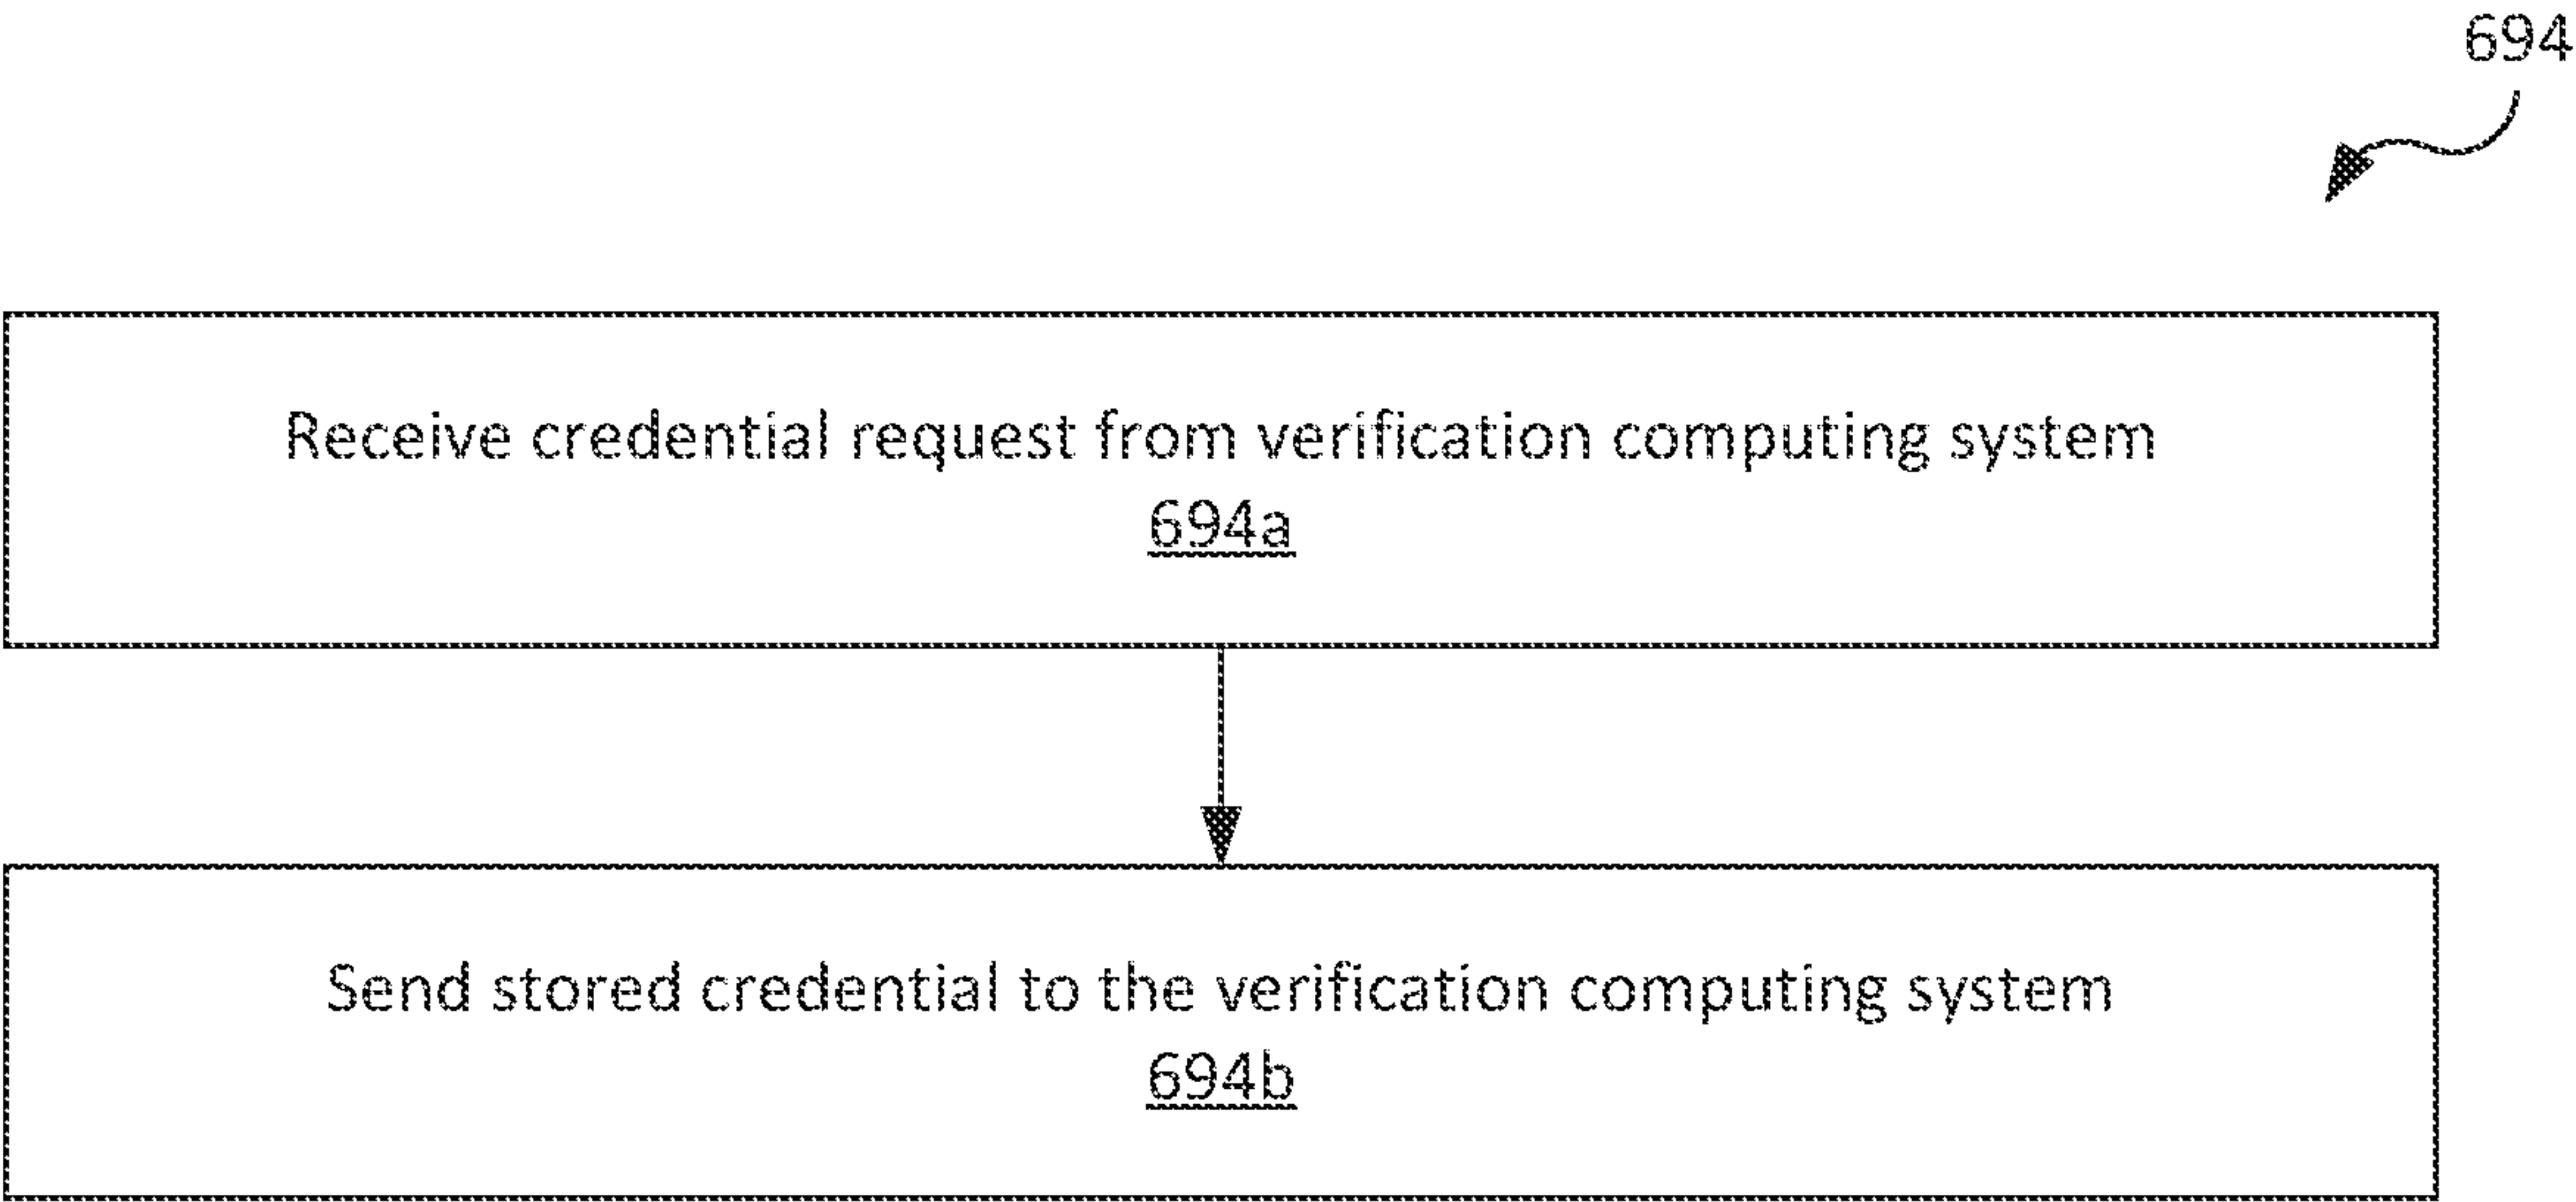 694
Receive credential request from verification computing system
694a
Send stored credential to the verification computing system
694b